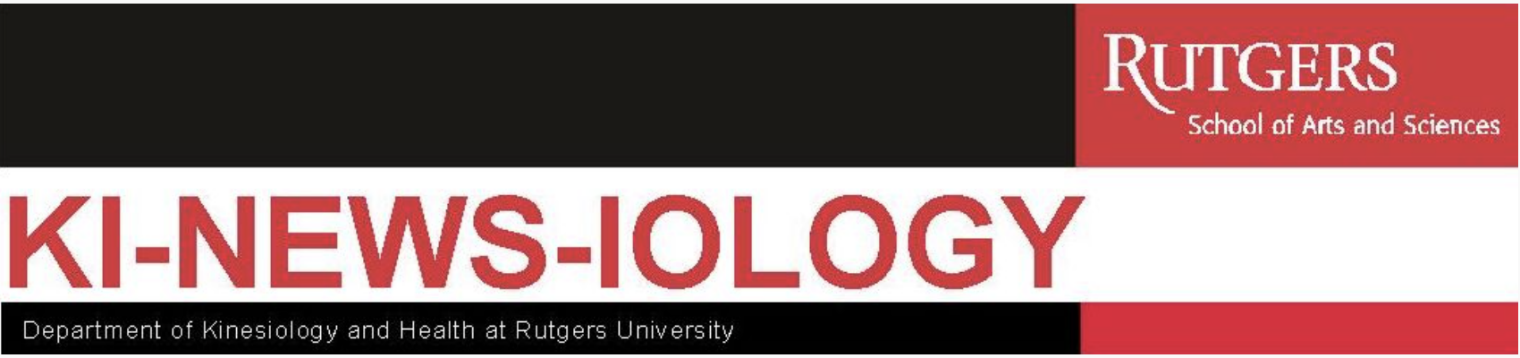 RUTGERS
School of Arts and Sciences
KI-NEWS-IOLOGY
Department of Kinesiology and Health at Rutgers University